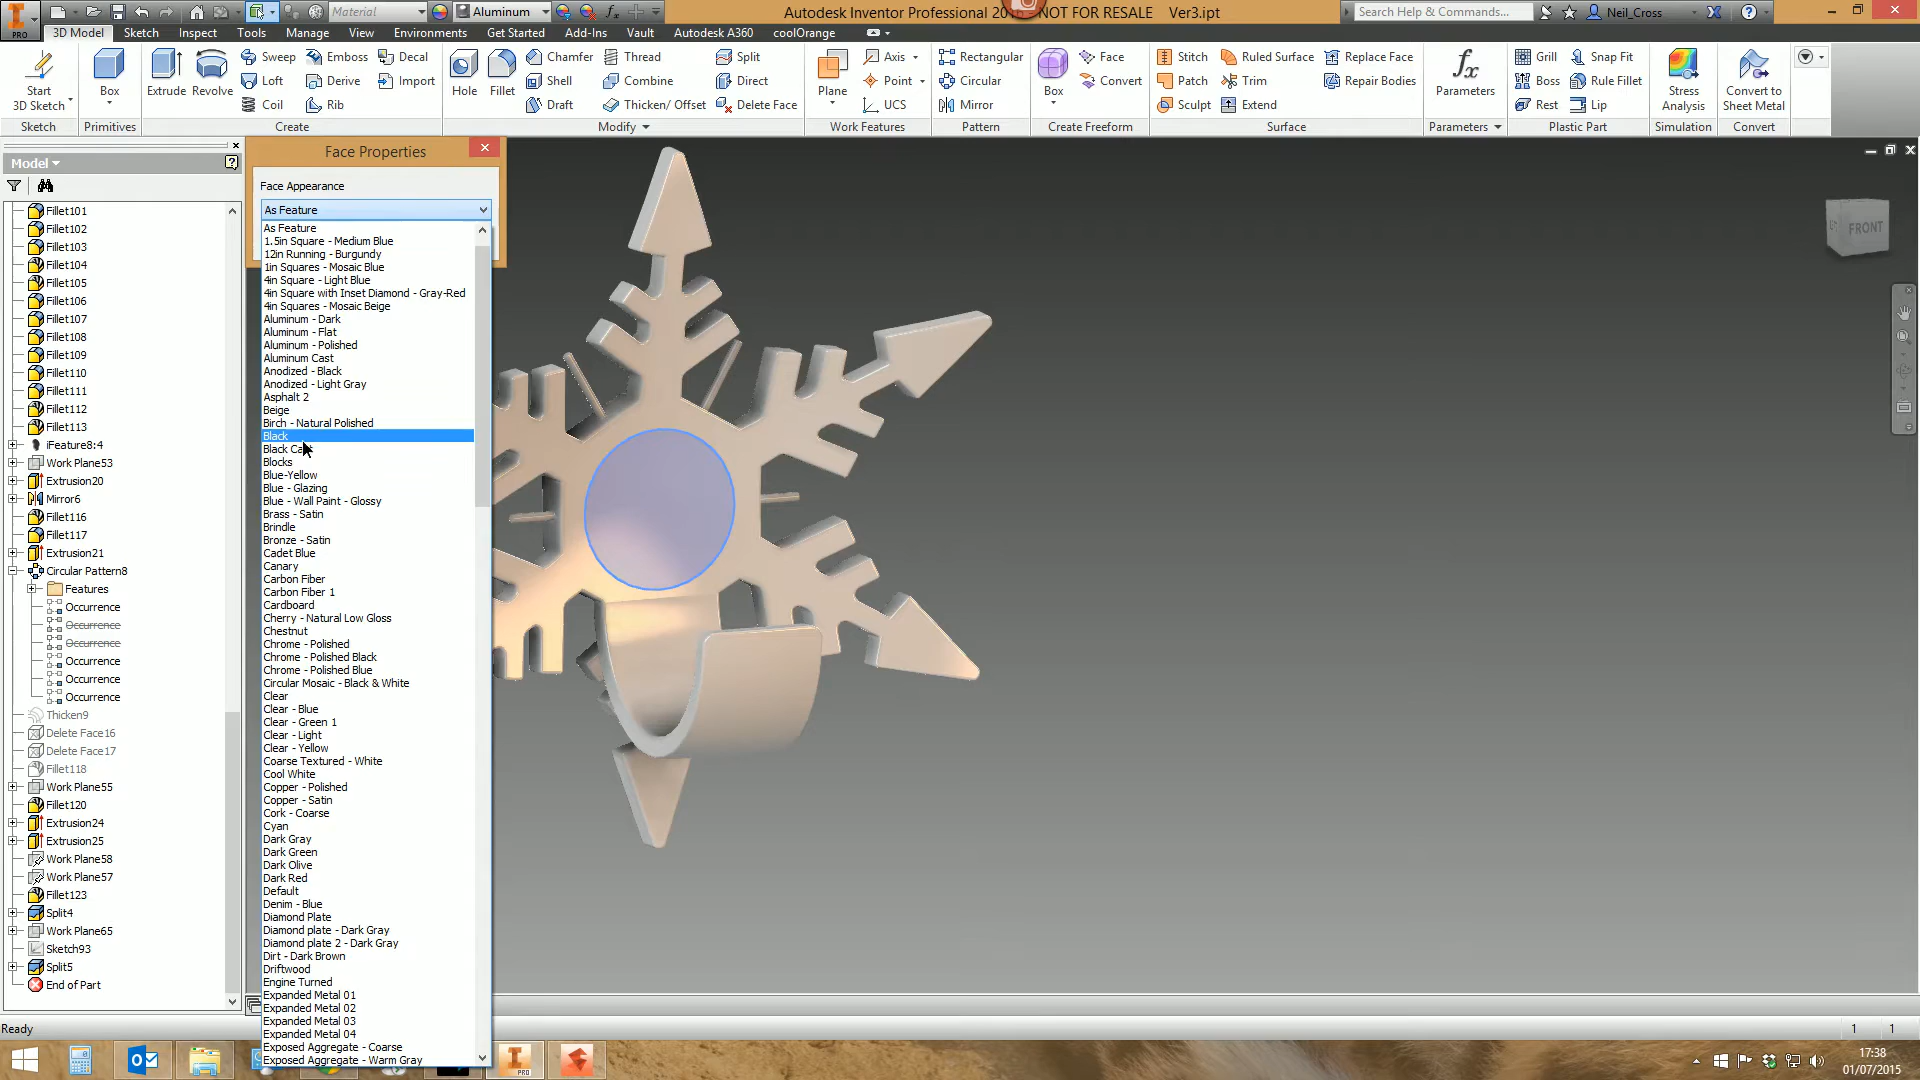 Material
Aluminum
Autodesk Inventor Professional 20
NOT FOR RESALE
Ver3.ipt
Search Help & Commands...
Neil_Cross
PRO
3D Model
Sketch
Inspect
Tools
Manage
View
Environments
Get Started
Add-Ins
Vault
Autodesk A360
coolOrange
Start
3D Sketch
Box
Extrude
Revolve
Sweep
Loft
Coil
Emboss
Derive
Rib
Decal
Import
Hole
Fillet
Chamfer
Shell
Draft
Thread
Combine
Thicken/ Offset
Split
Direct
Delete Face
Plane
Axis
Point
UCS
Rectangular
Circular
Mirror
Box
Face
Convert
Stitch
Patch
Sculpt
Ruled Surface
Trim
Extend
Replace Face
Repair Bodies
Parameters
Grill
Boss
Rest
Snap Fit
Rule Fillet
Lip
Stress
Analysis
Convert to
Sheet Metal
Sketch
Primitives
Create
Modify
Work Features
Pattern
Create Freeform
Surface
Parameters
Plastic Part
Simulation
Convert
Model
Fillet101
Fillet102
Fillet103
Fillet104
Fillet105
Fillet106
Fillet107
Fillet108
Fillet109
Fillet110
Fillet111
Fillet112
Fillet113
iFeature8:4
Work Plane53
Extrusion20
Mirror6
Fillet116
Fillet117
Extrusion21
Circular Pattern8
Features
Occurrence
Occurrence
Occurrence
Occurrence
Occurrence
Occurrence
Thicken9
Delete Face16
Delete Face17
Fillet118
Work Plane55
Fillet120
Extrusion24
Extrusion25
Work Plane58
Work Plane57
Fillet123
Split4
Work Plane65
Sketch93
Split5
End of Part
Face Properties
Face Appearance
As Feature
As Feature
1.5in Square - Medium Blue
12in Running - Burgundy
1in Squares - Mosaic Blue
4in Square - Light Blue
4in Square with Inset Diamond - Gray-Red
4in Squares - Mosaic Beige
Aluminum - Dark
Aluminum - Flat
Aluminum - Polished
Aluminum Cast
Anodized - Black
Anodized - Light Gray
Asphalt 2
Beige
Birch - Natural Polished
Black
Black
Blocks
Blue-Yellow
Blue - Glazing
Blue - Wall Paint - Glossy
Brass - Satin
Brindle
Bronze - Satin
Cadet Blue
Canary
Carbon Fiber
Carbon Fiber 1
Cardboard
Cherry - Natural Low Gloss
Chestnut
Chrome - Polished
Chrome - Polished Black
Chrome - Polished Blue
Circular Mosaic - Black & White
Clear
Clear - Blue
Clear - Green 1
Clear - Light
Clear - Yellow
Coarse Textured - White
Cool White
Copper - Polished
Copper - Satin
Cork - Coarse
Cyan
Dark Gray
Dark Green
Dark Olive
Dark Red
Default
Denim - Blue
Diamond Plate
Diamond plate - Dark Gray
Diamond plate 2 - Dark Gray
Dirt - Dark Brown
Driftwood
Engine Turned
Expanded Metal 01
Expanded Metal 02
Expanded Metal 03
Expanded Metal 04
Exposed Aggregate - Coarse
Exposed Aggregate - Warm Gray
FRONT
Ready
1 1
PRO
17:38
01/07/2015